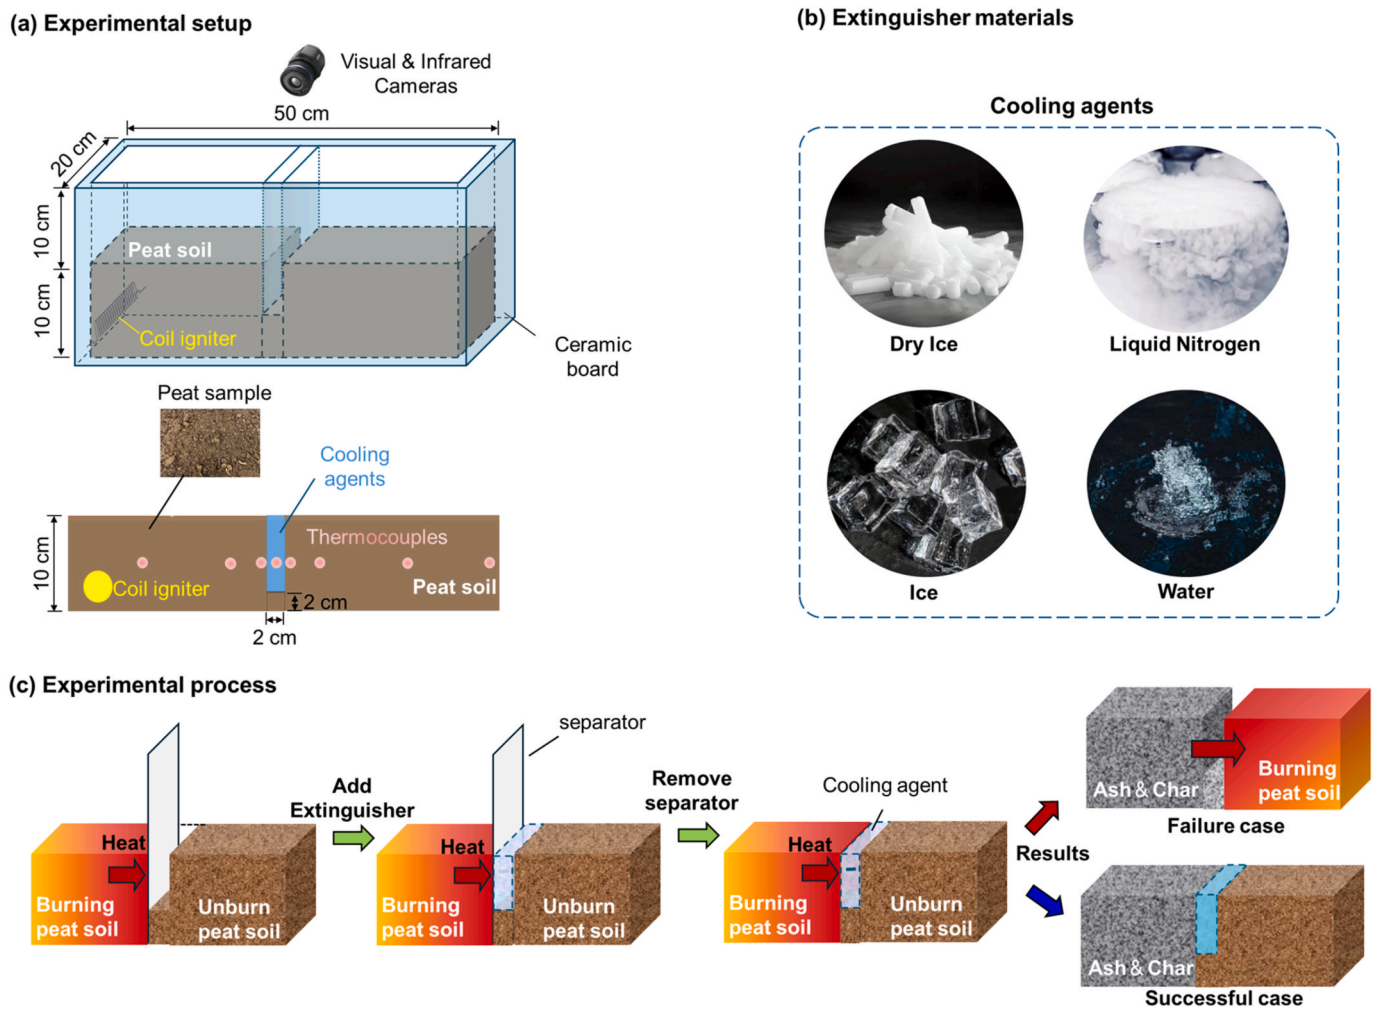 (a) Experimental setup
Visual & Infrared
Cameras
50 cm
20 cm
10 cm
Peat soil
10 cm
Coil igniter
Ceramic
board
Peat sample
Cooling
agents
Thermocouples
10 cm
Coil igniter
Peat soil
2 cm
2 cm
(b) Extinguisher materials
Cooling agents
Dry Ice
Liquid Nitrogen
Ice
Water
(c) Experimental process
separator
Heat
Burning
peat soil
Unburn
peat soil
Add
Extinguisher
Heat
Burning
peat soil
Unburn
peat soil
Remove
separator
Cooling agent
Heat
Burning
peat soil
Unburn
peat soil
Results
Ash & Char
Burning
peat soil
Failure case
Ash & Char
Successful case